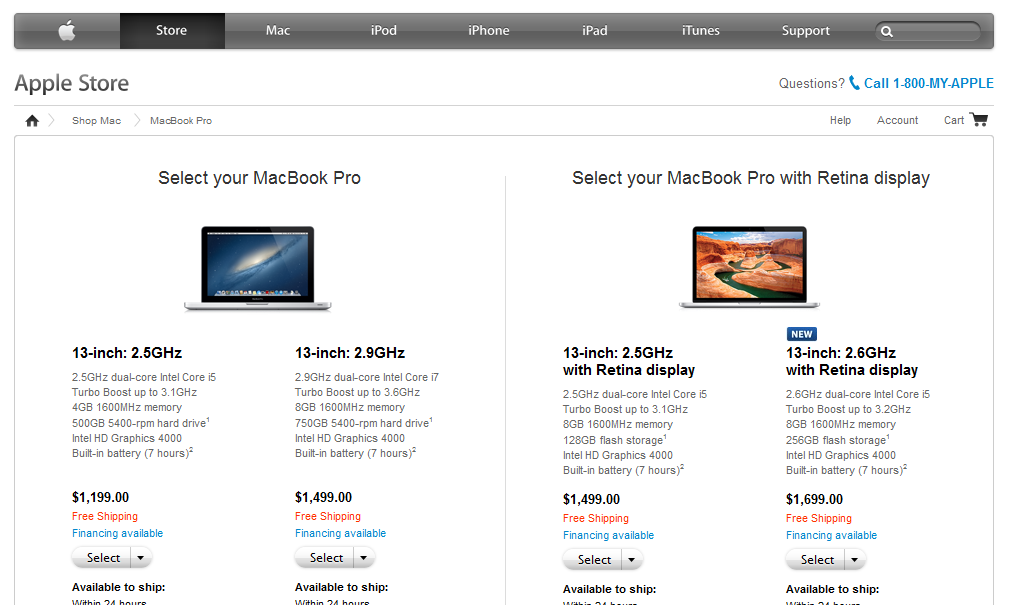 Store
Mac
iPod
iPhone
iPad
iTunes
Support
Apple Store
Questions? Call 1-800-MY-APPLE
Shop Mac
MacBook Pro
Help
Account
Cart
Select your MacBook Pro
13-inch: 2.5GHz
2.5GHz dual-core Intel Core i5
Turbo Boost up to 3.1GHz
4GB 1600MHz memory
500GB 5400-rpm hard drive1
Intel HD Graphics 4000
Built-in battery (7 hours)2
$1,199.00
Free Shipping
Financing available
Select
Available to ship:
Within 24 hours
13-inch: 2.9GHz
2.9GHz dual-core Intel Core i7
Turbo Boost up to 3.6GHz
8GB 1600MHz memory
750GB 5400-rpm hard drive1
Intel HD Graphics 4000
Built-in battery (7 hours)2
$1,499.00
Free Shipping
Financing available
Select
Available to ship:
Within 24 hours
Select your MacBook Pro with Retina display
13-inch: 2.5GHz
with Retina display
2.5GHz dual-core Intel Core i5
Turbo Boost up to 3.1GHz
8GB 1600MHz memory
128GB flash storage1
Intel HD Graphics 4000
Built-in battery (7 hours)2
$1,499.00
Free Shipping
Financing available
Select
Available to ship:
NEW
13-inch: 2.6GHz
with Retina display
2.6GHz dual-core Intel Core i5
Turbo Boost up to 3.2GHz
8GB 1600MHz memory
256GB flash storage1
Intel HD Graphics 4000
Built-in battery (7 hours)2
$1,699.00
Free Shipping
Financing available
Select
Available to ship: